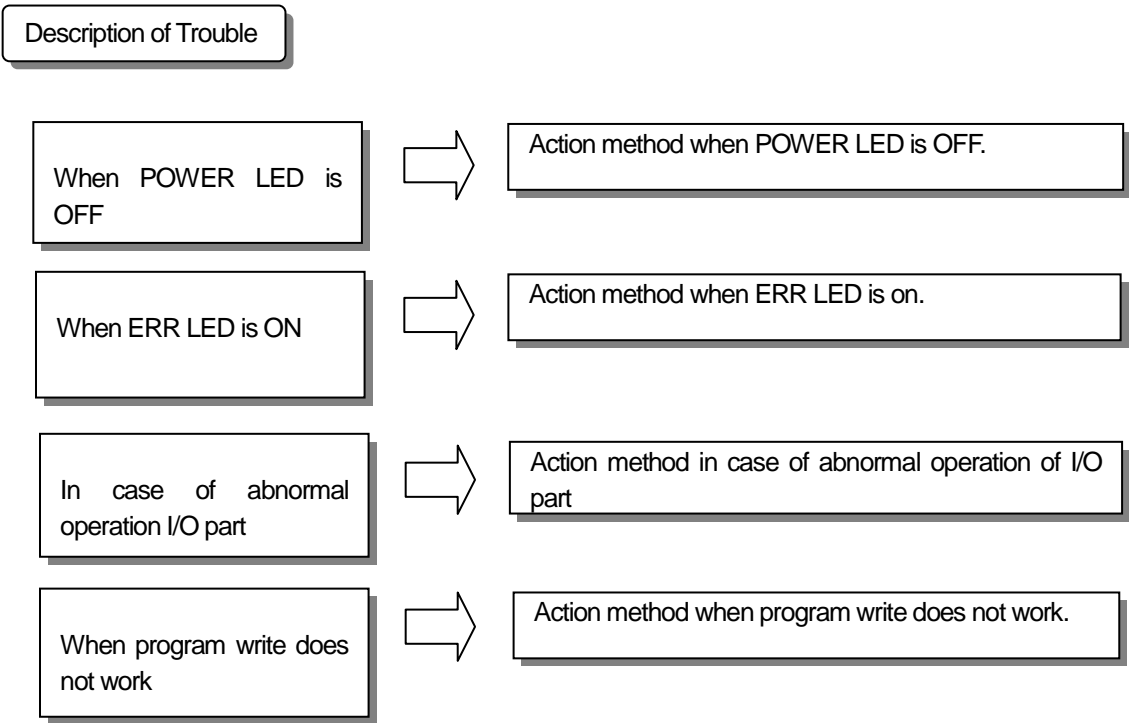 Description of Trouble
When POWER LED is
OFF
Action method when POWER LED is OFF.
When ERR LED is ON
Action method when ERR LED is on.
In case of abnormal
operation I/O part
Action method in case of abnormal operation of I/O
part
When program write does
not work
Action method when program write does not work.